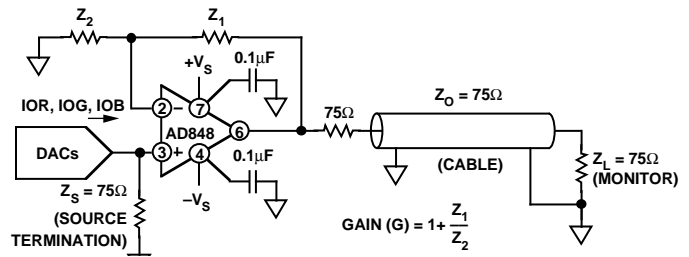 Z2
Z1
0.1µF
+VS
IOR, IOG, IOB
2
–
7
AD848
6
75Ω
ZO = 75Ω
DACs
3
+
4
0.1µF
(CABLE)
ZL = 75Ω
(MONITOR)
ZS = 75Ω
(SOURCE
TERMINATION)
–VS
GAIN (G) = 1+ Z1
Z2